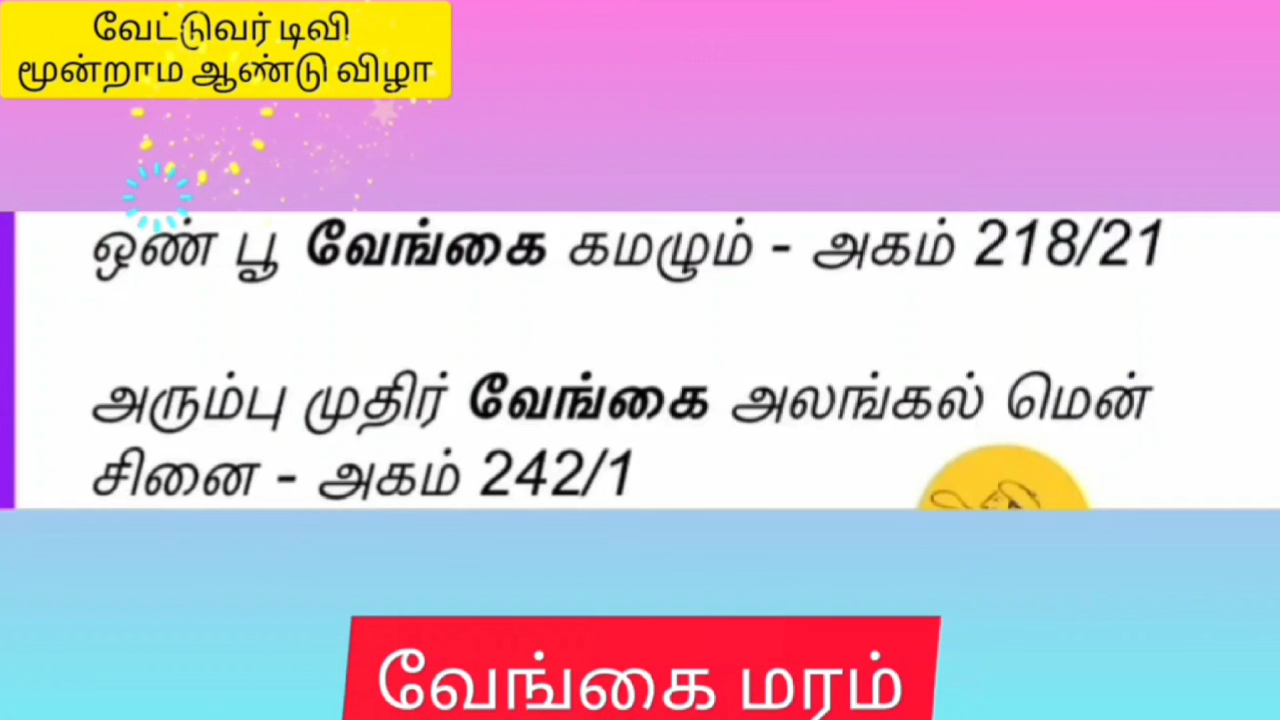 வேட்டுவர் டிவி
மூன்றாம ஆண்டு விழா
ஒண் பூ வேங்கை கமழும் - அகம் 218/21
அரும்பு முதிர் வேங்கை அலங்கல் மென்
சினை - அகம் 242/1
வேங்கை மரம்